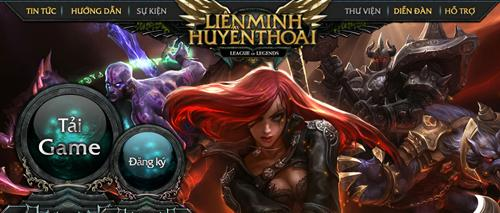 TIN TỨC HƯỚNG DẪN SỰ KIỆN
LIÊN MINH
HUYỀN THOẠI
LEAGUE OF LEGENDS
THƯ VIỆN DIỄN ĐÀN HỖ TRỢ
Tải
Game
Đăng ký